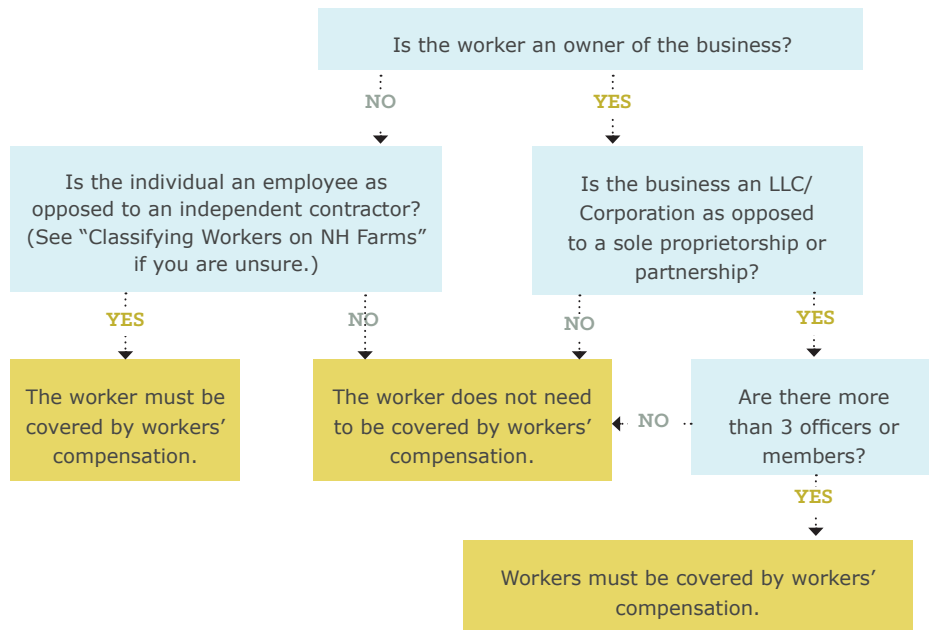 Is the worker an owner of the business?
NO
YES
Is the individual an employee as
opposed to an independent contractor?
(See “Classifying Workers on NH Farms”
if you are unsure.)
Is the business an LLC/
Corporation as opposed
to a sole proprietorship or
partnership?
YES
NO
NO
YES
The worker must be
covered by workers’
compensation.
The worker does not need
to be covered by workers’
compensation.
NO
Are there more
than 3 officers or
members?
YES
Workers must be covered by workers’
compensation.